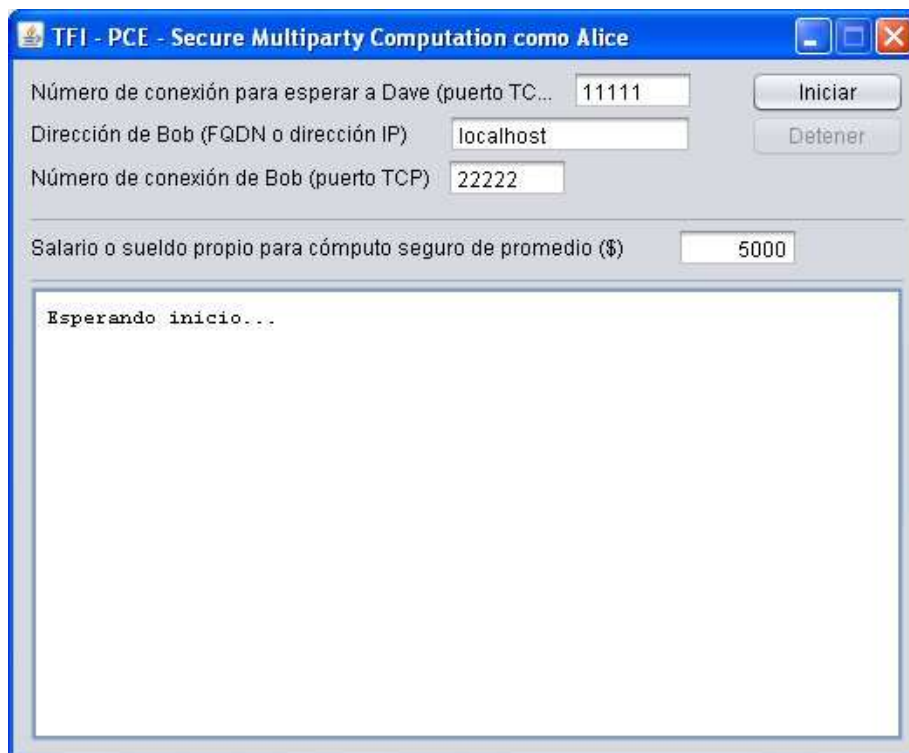 TFI - PCE - Secure Multiparty Computation como Alice
Número de conexión para esperar a Dave (puerto TC... 11111 Iniciar
Dirección de Bob (FQDN o dirección IP) localhost Detener
Número de conexión de Bob (puerto TCP) 22222
Salario o sueldo propio para cómputo seguro de promedio ($) 5000
Esperando inicio...